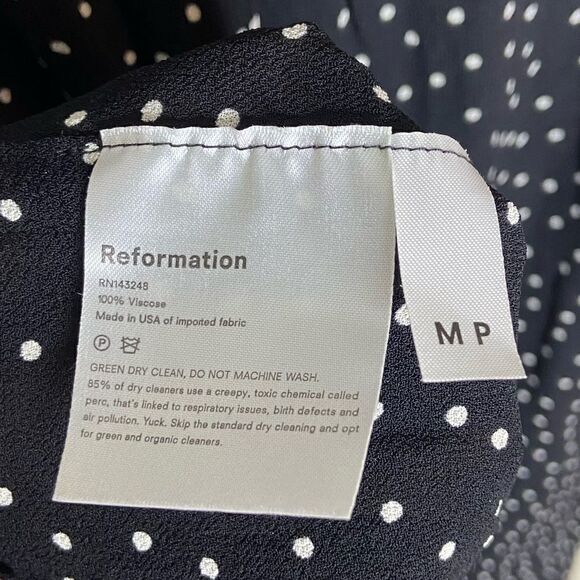 Reformation
RN143248
100% Viscose
Made in USA of imported fabric
P
GREEN DRY CLEAN, DO NOT MACHINE WASH.
85% of dry cleaners use a creepy, toxic chemical called
perc, that's linked to respiratory issues, birth defects and
air pollution. Yuck. Skip the standard dry cleaning and opt
for green and organic cleaners.
M P